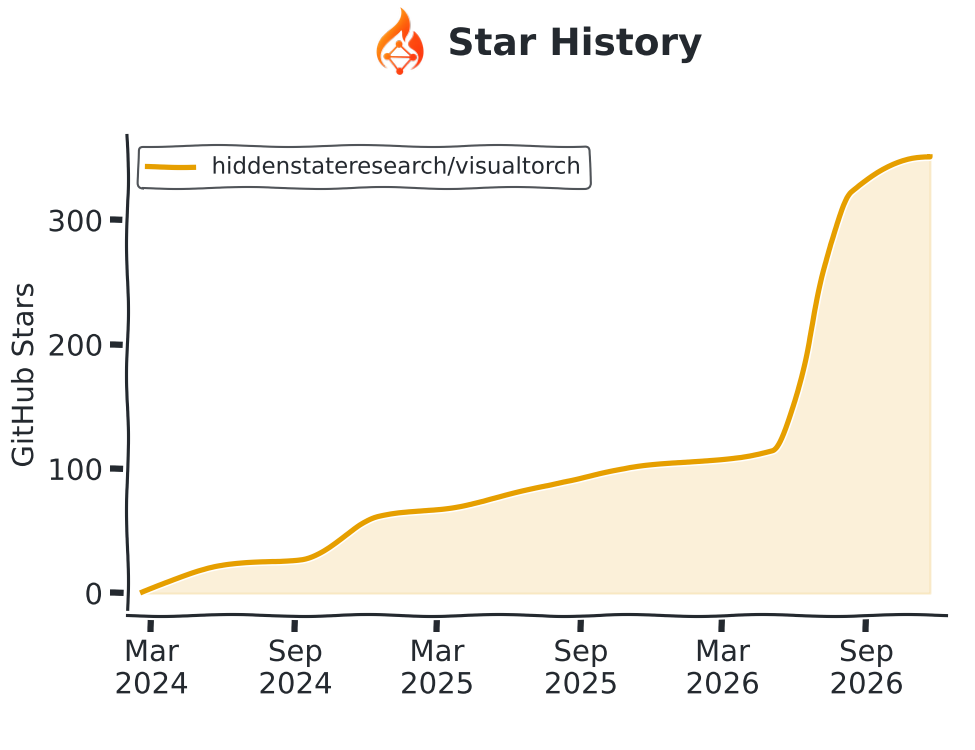 Star History
hiddenstateresearch/visualtorch
GitHub Stars
300
200
100
0
Mar
2024
Sep
2024
Mar
2025
Sep
2025
Mar
2026
Sep
2026